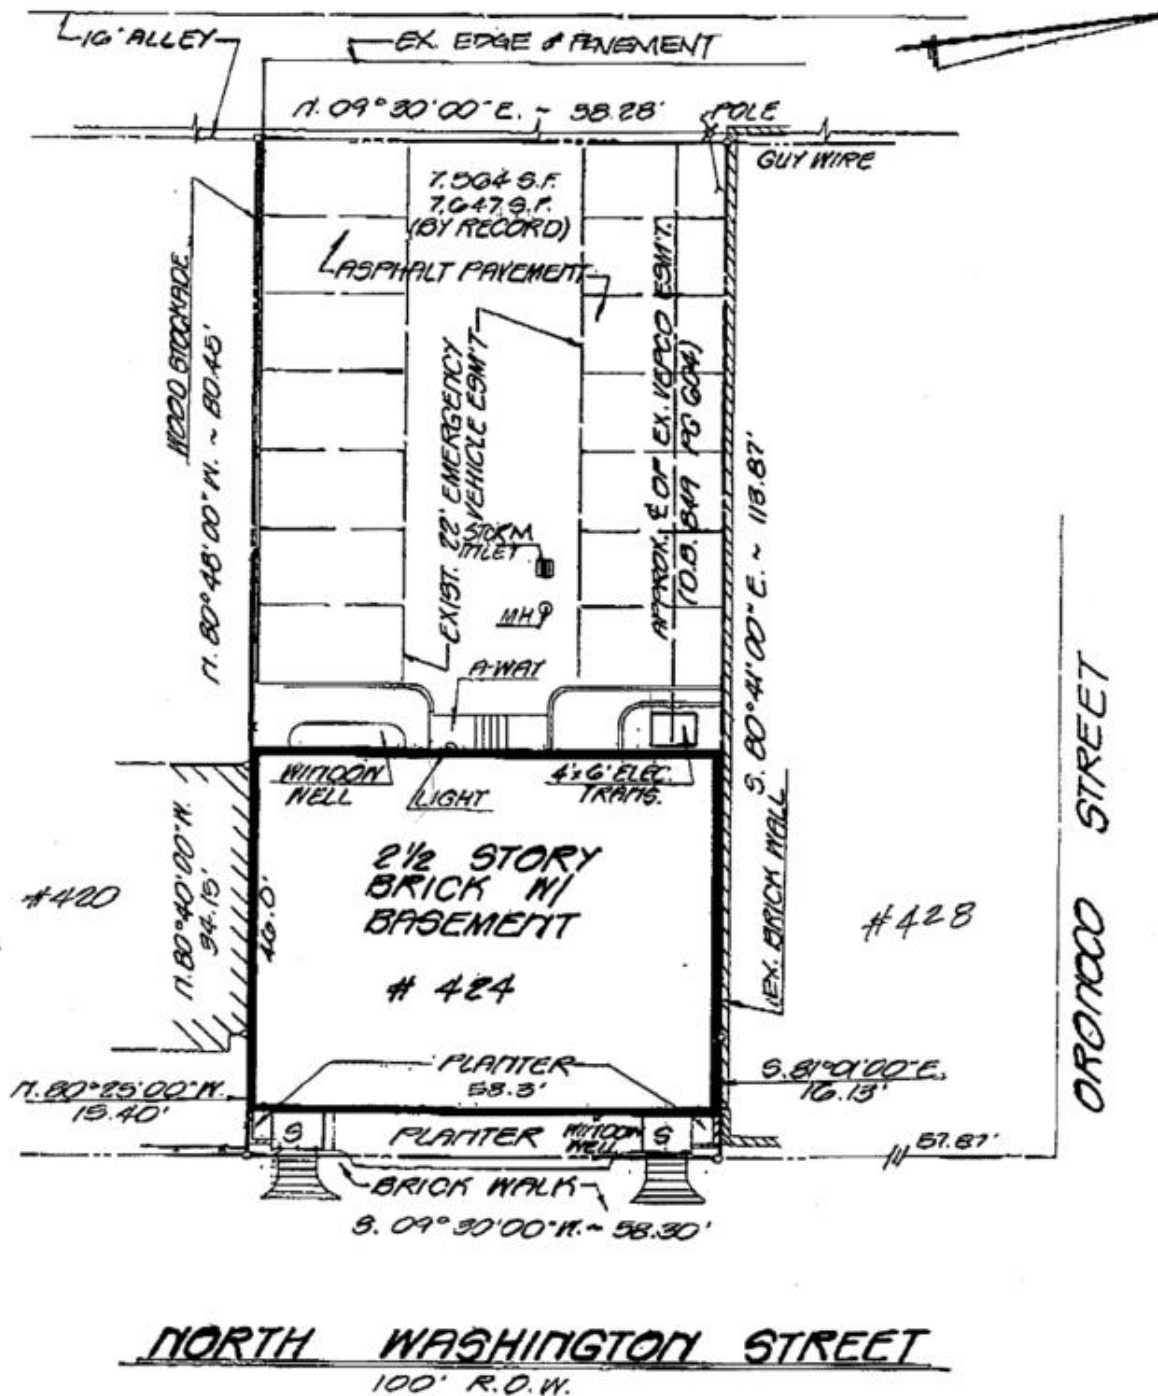 16' ALLEY
EX. EDGE of PAVEMENT
N. 09° 30' 00" E. ~ 58.28'
POLE
GUY WIRE
7,564 S.F.
7,647 S.F.
(BY RECORD)
ASPHALT PAVEMENT
WOOD STOCKADE
N. 80° 48' 00" W. ~ 80.45'
EXIST. 22' EMERGENCY
VEHICLE ESM'T
STORM
INLET
MH
APPROX. ℄ OF EX. VEPCO ESM'T.
(D.B. 849 PG 604)
S. 80° 41' 00" E. ~ 113.87'
A-WAY
WINDOW
WELL
LIGHT
4'x6' ELEC.
TRANS.
2 1/2 STORY
BRICK W/
BASEMENT
# 424
#420
N. 80° 40' 00" W.
34.15'
46.0'
EX. BRICK WALL
#428
ORONOCO STREET
PLANTER
58.3'
N. 80° 25' 00" W.
15.40'
S. 81° 01' 00" E.
16.13'
S
PLANTER
WINDOW
WELL
S
57.87'
BRICK WALK
S. 09° 30' 00" W. ~ 58.30'
NORTH WASHINGTON STREET
100' R.O.W.